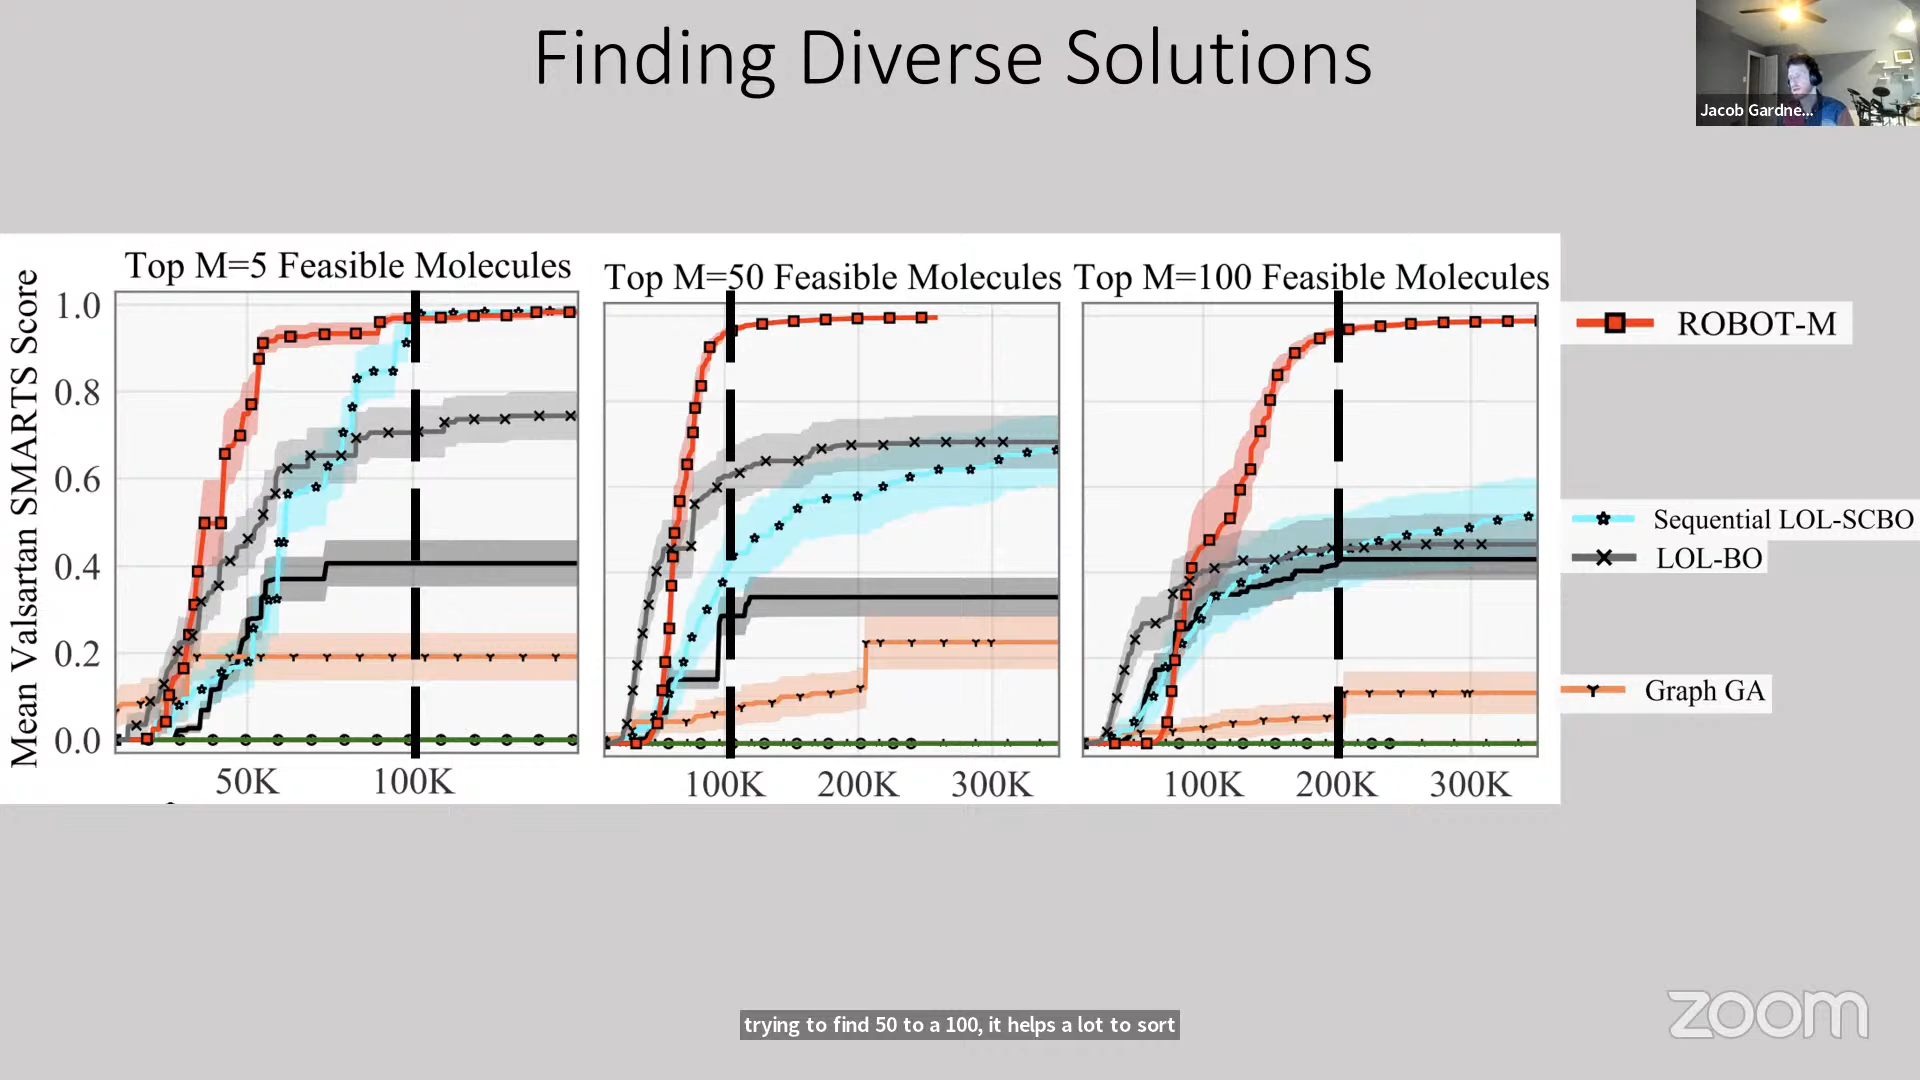 Finding Diverse Solutions
Jacob Gardne...
Top M=5 Feasible Molecules
Top M=50 Feasible Molecules
Top M=100 Feasible Molecules
Mean Valsartan SMARTS Score
1.0
0.8
0.6
0.4
0.2
0.0
50K
100K
100K
200K
300K
100K
200K
300K
ROBOT-M
Sequential LOL-SCBO
LOL-BO
Graph GA
trying to find 50 to a 100, it helps a lot to sort
zoom